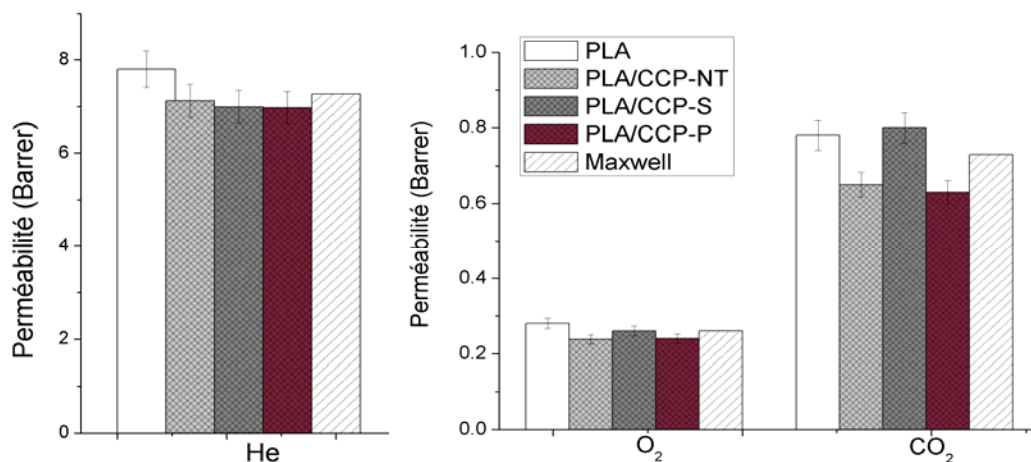 Perméabilité (Barrer)
8
6
4
2
0
He
Perméabilité (Barrer)
1.0
0.8
0.6
0.4
0.2
0.0
PLA
PLA/CCP-NT
PLA/CCP-S
PLA/CCP-P
Maxwell
O₂
CO₂